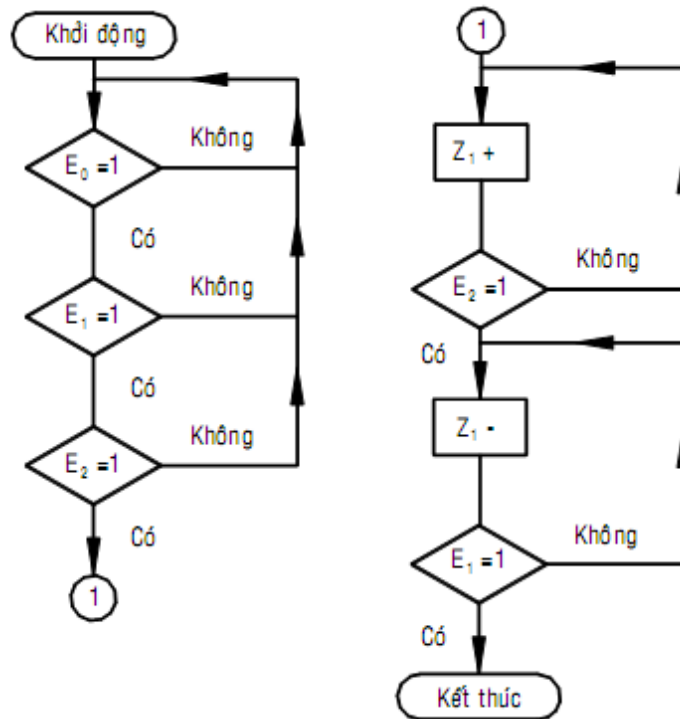 Khởi động
Không
E₀ =1
Có
Không
E₁ =1
Có
Không
E₂ =1
Có
1
1
Z₁ +
Không
E₂ =1
Có
Z₁ -
Không
E₁ =1
Có
Kết thúc